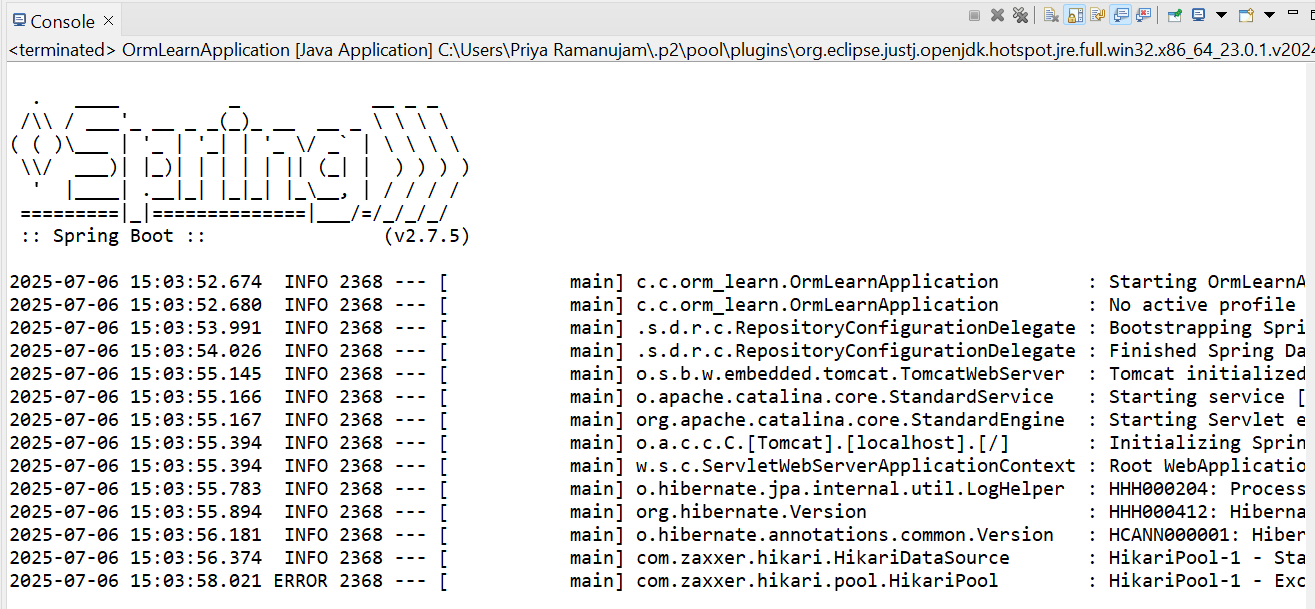 Console
<terminated> OrmLearnApplication [Java Application] C:\Users\Priya Ramanujam\.p2\pool\plugins\org.eclipse.justj.openjdk.hotspot.jre.full.win32.x86_64_23.0.1.v2024
  .   ____          _            __ _ _
 /\\ / ___'_ __ _ _(_)_ __  __ _ \ \ \ \
( ( )\___ | '_ | '_| | '_ \/ _` | \ \ \ \
 \\/  ___)| |_)| | | | | || (_| |  ) ) ) )
  '  |____| .__|_| |_|_| |_\__, | / / / /
 =========|_|==============|___/=/_/_/_/
 :: Spring Boot ::                (v2.7.5)
2025-07-06 15:03:52.674  INFO 2368 --- [           main] c.c.orm_learn.OrmLearnApplication        : Starting OrmLearnA
2025-07-06 15:03:52.680  INFO 2368 --- [           main] c.c.orm_learn.OrmLearnApplication        : No active profile
2025-07-06 15:03:53.991  INFO 2368 --- [           main] .s.d.r.c.RepositoryConfigurationDelegate : Bootstrapping Spri
2025-07-06 15:03:54.026  INFO 2368 --- [           main] .s.d.r.c.RepositoryConfigurationDelegate : Finished Spring Da
2025-07-06 15:03:55.145  INFO 2368 --- [           main] o.s.b.w.embedded.tomcat.TomcatWebServer  : Tomcat initialized
2025-07-06 15:03:55.166  INFO 2368 --- [           main] o.apache.catalina.core.StandardService   : Starting service [
2025-07-06 15:03:55.167  INFO 2368 --- [           main] org.apache.catalina.core.StandardEngine  : Starting Servlet e
2025-07-06 15:03:55.394  INFO 2368 --- [           main] o.a.c.c.C.[Tomcat].[localhost].[/]       : Initializing Sprin
2025-07-06 15:03:55.394  INFO 2368 --- [           main] w.s.c.ServletWebServerApplicationContext : Root WebApplicatio
2025-07-06 15:03:55.783  INFO 2368 --- [           main] o.hibernate.jpa.internal.util.LogHelper  : HHH000204: Process
2025-07-06 15:03:55.894  INFO 2368 --- [           main] org.hibernate.Version                    : HHH000412: Hiberna
2025-07-06 15:03:56.181  INFO 2368 --- [           main] o.hibernate.annotations.common.Version   : HCANN000001: Hiber
2025-07-06 15:03:56.374  INFO 2368 --- [           main] com.zaxxer.hikari.HikariDataSource       : HikariPool-1 - Sta
2025-07-06 15:03:58.021 ERROR 2368 --- [           main] com.zaxxer.hikari.pool.HikariPool        : HikariPool-1 - Exc